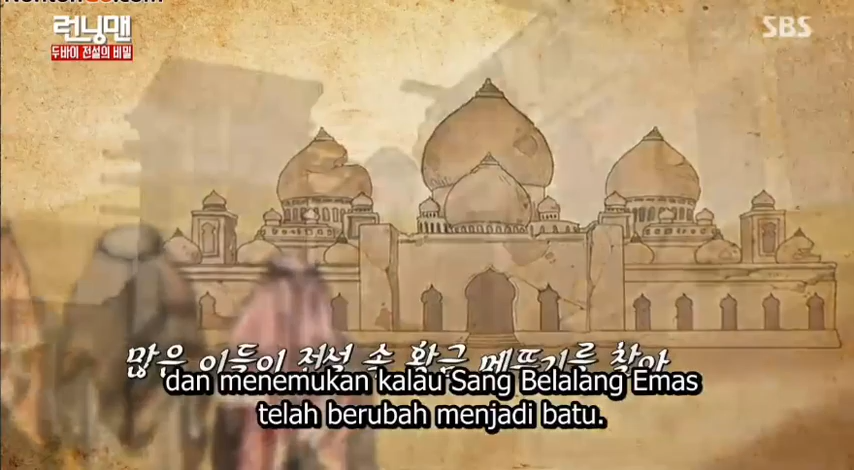 런닝맨
SBS
두바이 전설의 비밀
많은 이들이 전설 속 황금 메뚜기를 찾아
dan menemukan kalau Sang Belalang Emas
telah berubah menjadi batu.